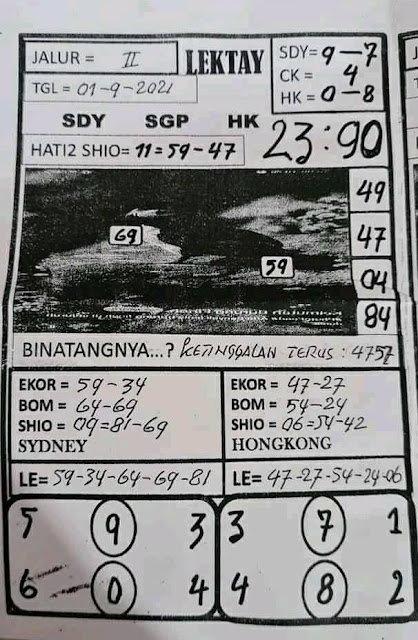 JALUR = II
LEKTAY
SDY= 9-7
TGL = 01-9-2021
CK = 4
HK = 0-8
SDY SGP HK
23:90
HATI2 SHIO= 11=59-47
49
69
47
59
04
84
BINATANGNYA...? KETINGGALAN TERUS : 4757
EKOR = 59-34
BOM = 64-69
SHIO = 09=81-69
SYDNEY
LE= 59-34-64-69-81
EKOR = 47-27
BOM = 54-24
SHIO = 06=54-42
HONGKONG
LE= 47-27-54-24-06
5 9 3
6 0 4
3 7 1
4 8 2